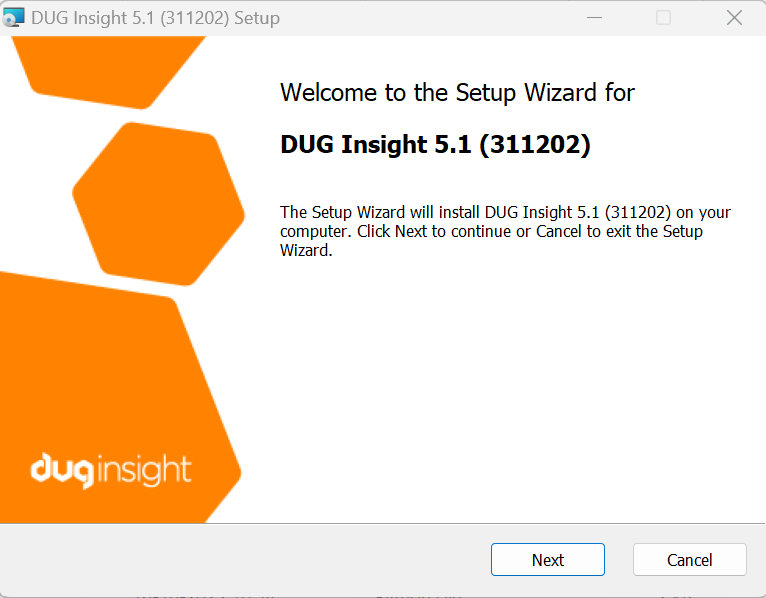 DUG Insight 5.1 (311202) Setup
Welcome to the Setup Wizard for
DUG Insight 5.1 (311202)
The Setup Wizard will install DUG Insight 5.1 (311202) on your
computer. Click Next to continue or Cancel to exit the Setup
Wizard.
duginsight
Next
Cancel